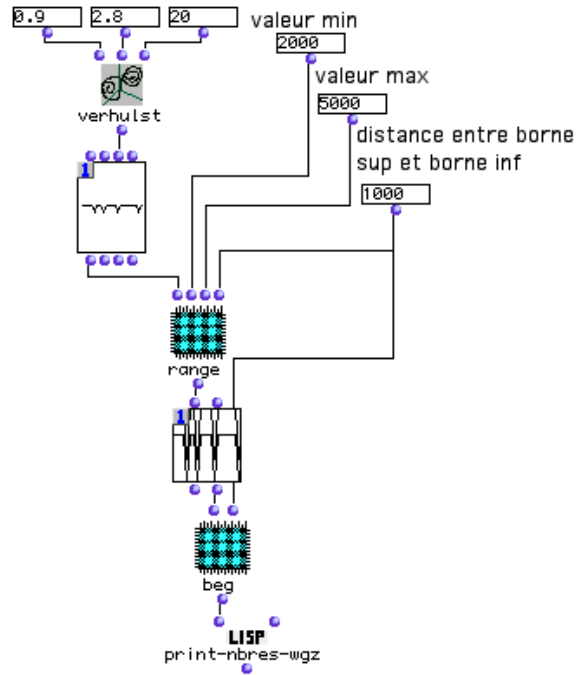 0.9 2.8 20 valeur min
2000
valeur max
verhulst
5000
distance entre borne
sup et borne inf
1
1000
range
1
beg
LISP
print-nbres-wgz